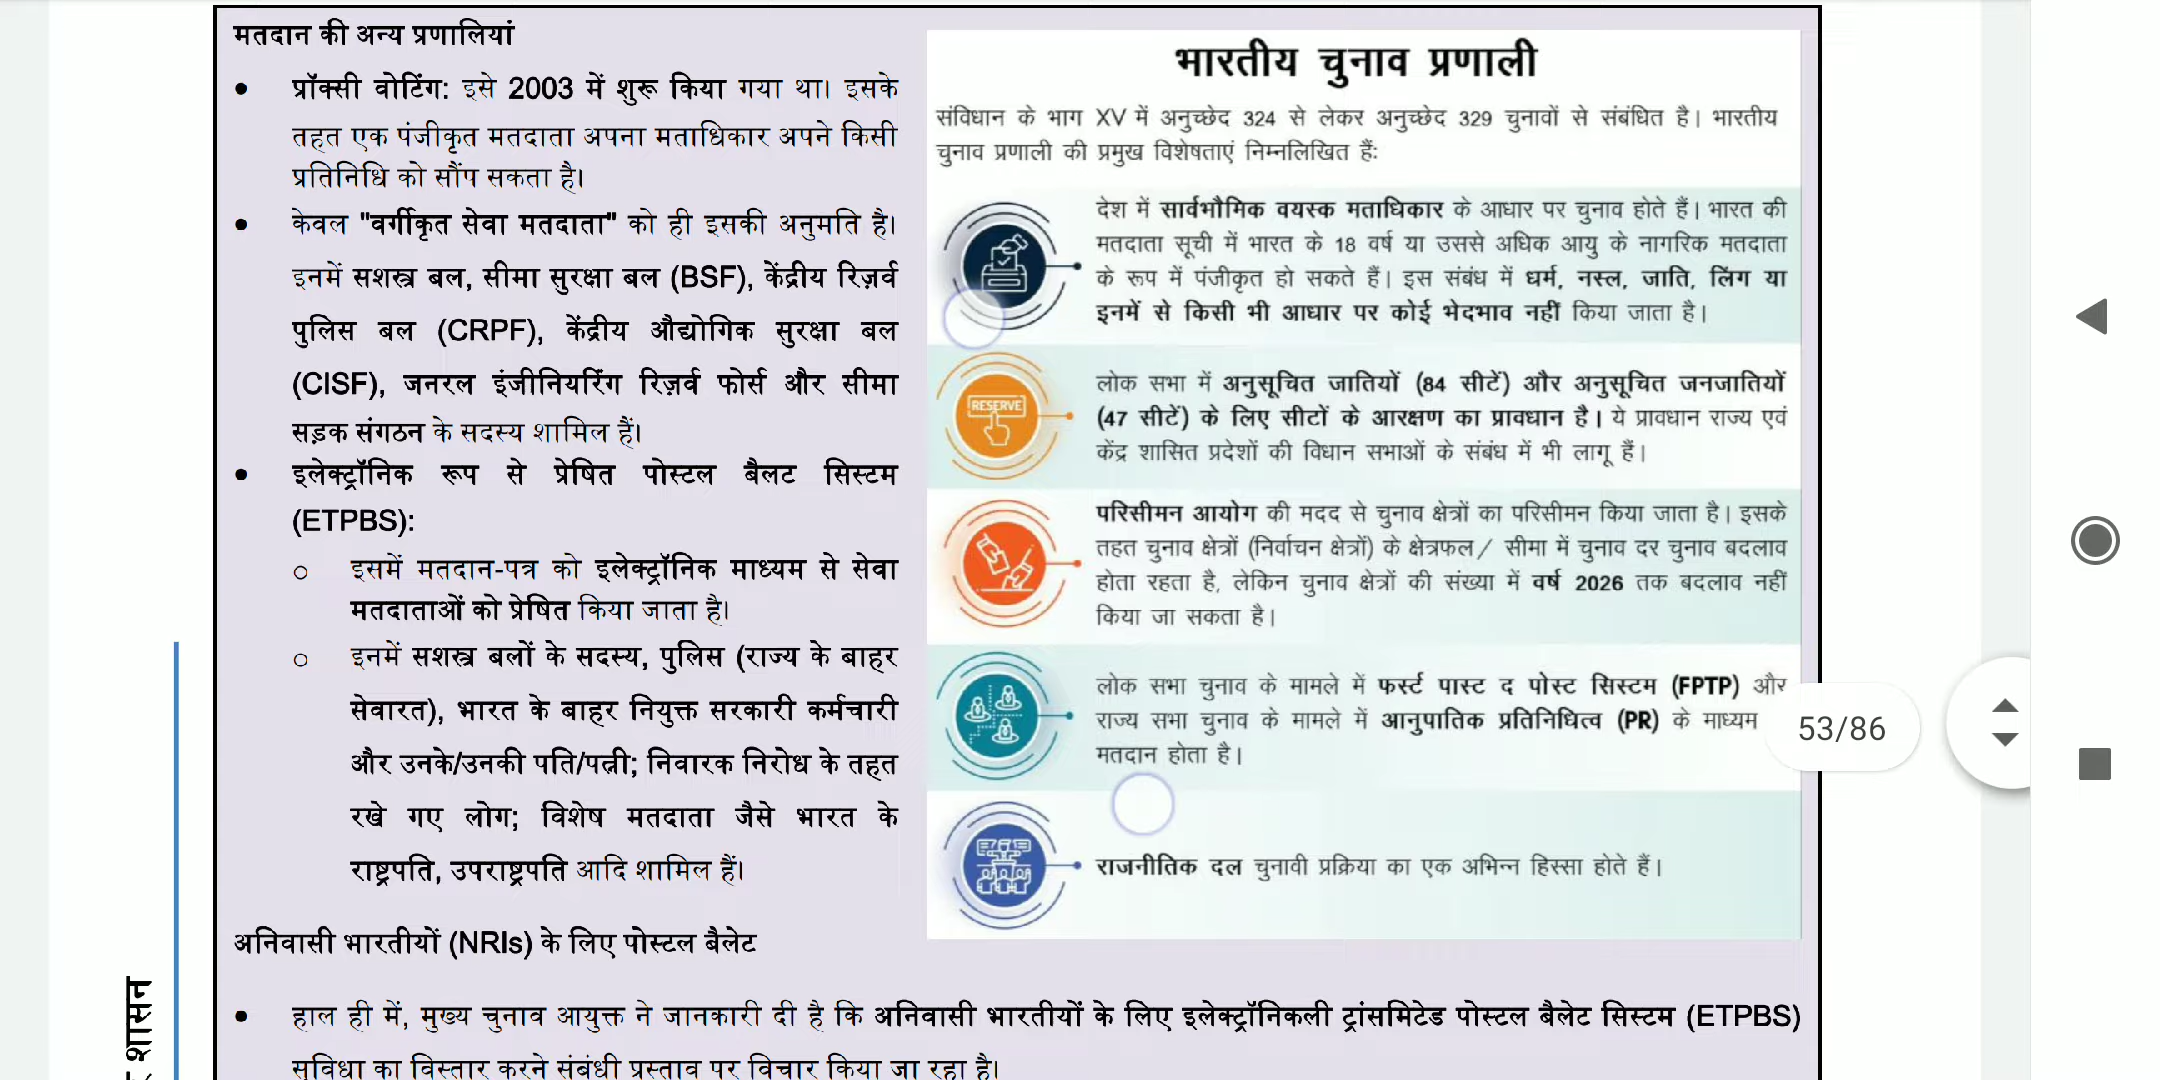 मतदान की अन्य प्रणालियां
• प्रॉक्सी वोटिंग: इसे 2003 में शुरू किया गया था। इसके
तहत एक पंजीकृत मतदाता अपना मताधिकार अपने किसी
प्रतिनिधि को सौंप सकता है।
• केवल "वर्गीकृत सेवा मतदाता" को ही इसकी अनुमति है।
इनमें सशस्त्र बल, सीमा सुरक्षा बल (BSF), केंद्रीय रिज़र्व
पुलिस बल (CRPF), केंद्रीय औद्योगिक सुरक्षा बल
(CISF), जनरल इंजीनियरिंग रिज़र्व फोर्स और सीमा
सड़क संगठन के सदस्य शामिल हैं।
• इलेक्ट्रॉनिक रूप से प्रेषित पोस्टल बैलट सिस्टम
(ETPBS):
o इसमें मतदान-पत्र को इलेक्ट्रॉनिक माध्यम से सेवा
मतदाताओं को प्रेषित किया जाता है।
o इनमें सशस्त्र बलों के सदस्य, पुलिस (राज्य के बाहर
सेवारत), भारत के बाहर नियुक्त सरकारी कर्मचारी
और उनके/उनकी पति/पत्नी; निवारक निरोध के तहत
रखे गए लोग; विशेष मतदाता जैसे भारत के
राष्ट्रपति, उपराष्ट्रपति आदि शामिल हैं।
भारतीय चुनाव प्रणाली
संविधान के भाग XV में अनुच्छेद 324 से लेकर अनुच्छेद 329 चुनावों से संबंधित है। भारतीय
चुनाव प्रणाली की प्रमुख विशेषताएं निम्नलिखित हैं:
देश में सार्वभौमिक वयस्क मताधिकार के आधार पर चुनाव होते हैं। भारत की
मतदाता सूची में भारत के 18 वर्ष या उससे अधिक आयु के नागरिक मतदाता
के रूप में पंजीकृत हो सकते हैं। इस संबंध में धर्म, नस्ल, जाति, लिंग या
इनमें से किसी भी आधार पर कोई भेदभाव नहीं किया जाता है।
RESERVE
लोक सभा में अनुसूचित जातियों (84 सीटें) और अनुसूचित जनजातियों
(47 सीटें) के लिए सीटों के आरक्षण का प्रावधान है। ये प्रावधान राज्य एवं
केंद्र शासित प्रदेशों की विधान सभाओं के संबंध में भी लागू हैं।
परिसीमन आयोग की मदद से चुनाव क्षेत्रों का परिसीमन किया जाता है। इसके
तहत चुनाव क्षेत्रों (निर्वाचन क्षेत्रों) के क्षेत्रफल/ सीमा में चुनाव दर चुनाव बदलाव
होता रहता है, लेकिन चुनाव क्षेत्रों की संख्या में वर्ष 2026 तक बदलाव नहीं
किया जा सकता है।
लोक सभा चुनाव के मामले में फर्स्ट पास्ट द पोस्ट सिस्टम (FPTP) और
राज्य सभा चुनाव के मामले में आनुपातिक प्रतिनिधित्व (PR) के माध्यम
मतदान होता है।
राजनीतिक दल चुनावी प्रक्रिया का एक अभिन्न हिस्सा होते हैं।
53/86
अनिवासी भारतीयों (NRIs) के लिए पोस्टल बैलेट
• हाल ही में, मुख्य चुनाव आयुक्त ने जानकारी दी है कि अनिवासी भारतीयों के लिए इलेक्ट्रॉनिकली ट्रांसमिटेड पोस्टल बैलेट सिस्टम (ETPBS)
सुविधा का विस्तार करने संबंधी प्रस्ताव पर विचार किया जा रहा है।
शासन